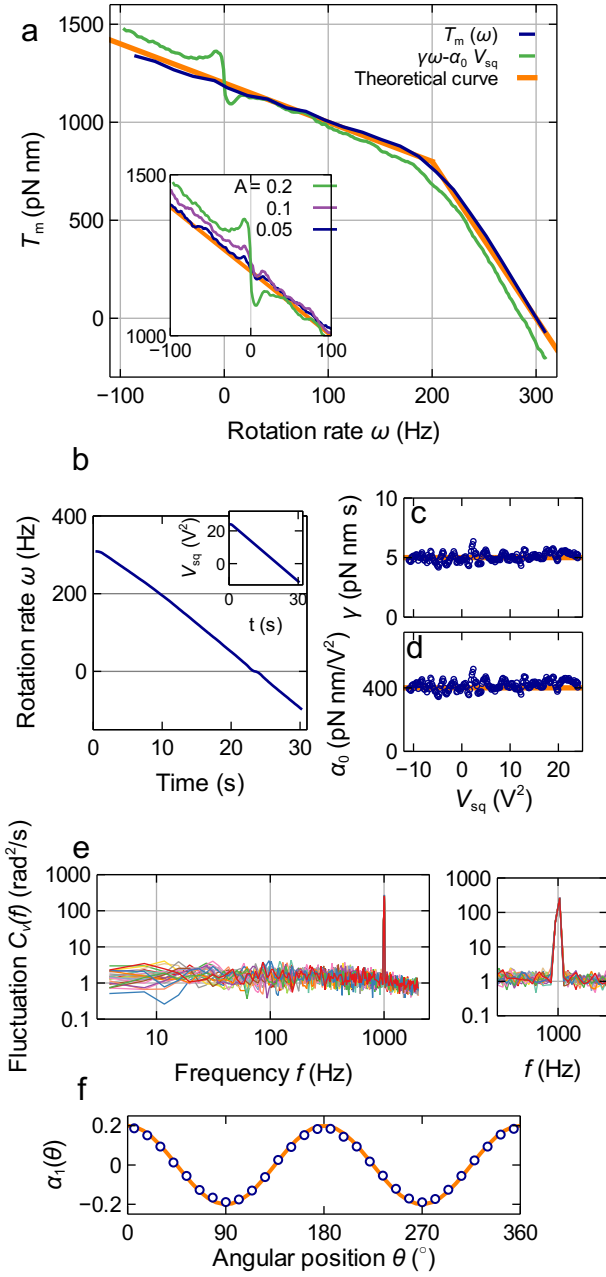 a
1500
1000
500
0
−100
0
100
200
300
T_m (pN nm)
Rotation rate ω (Hz)
T_m (ω)
γω-α_0 V_sq
Theoretical curve
1500
1000
−100
0
100
A = 0.2
0.1
0.05
b
400
200
0
0
10
20
30
Rotation rate ω (Hz)
Time (s)
20
0
0
30
V_sq (V^2)
t (s)
c
10
5
0
γ (pN nm s)
d
400
0
α_0 (pN nm/V^2)
−10
0
10
20
V_sq (V^2)
e
1000
100
10
1
0.1
10
100
1000
Fluctuation C_v(f) (rad^2/s)
Frequency f (Hz)
1000
100
10
1
0.1
1000
f (Hz)
f
0.2
0
−0.2
α_1(θ)
0
90
180
270
360
Angular position θ (°)